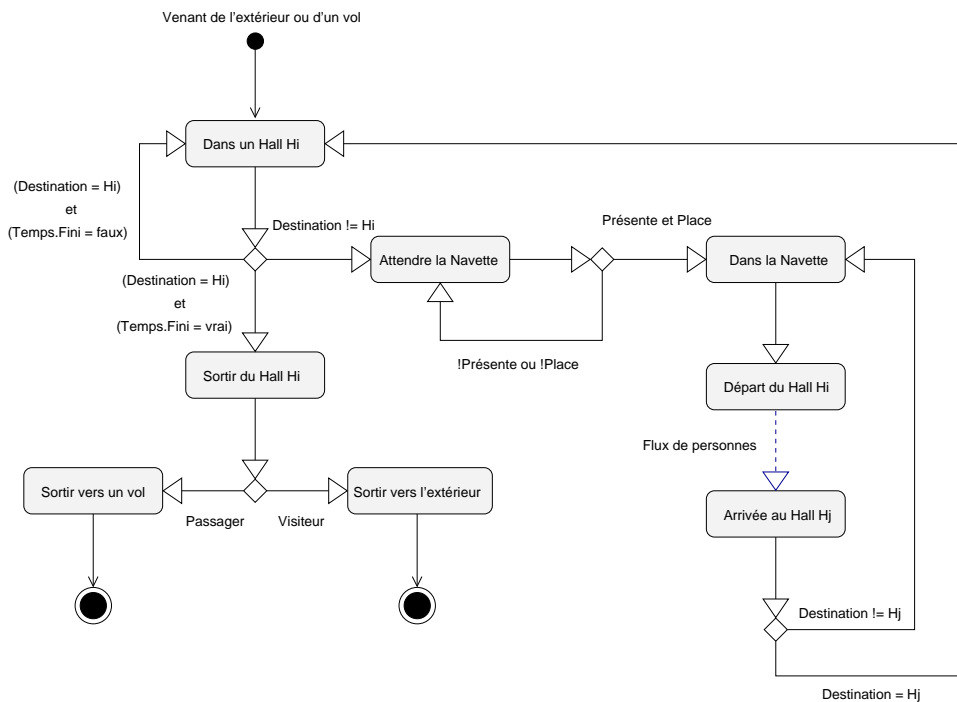 Venant de l'extérieur ou d'un vol
Dans un Hall Hi
(Destination = Hi)
et
(Temps.Fini = faux)
Destination != Hi
Présente et Place
Attendre la Navette
Dans la Navette
(Destination = Hi)
et
(Temps.Fini = vrai)
!Présente ou !Place
Sortir du Hall Hi
Départ du Hall Hi
Flux de personnes
Sortir vers un vol
Sortir vers l'extérieur
Passager
Visiteur
Arrivée au Hall Hj
Destination != Hj
Destination = Hj